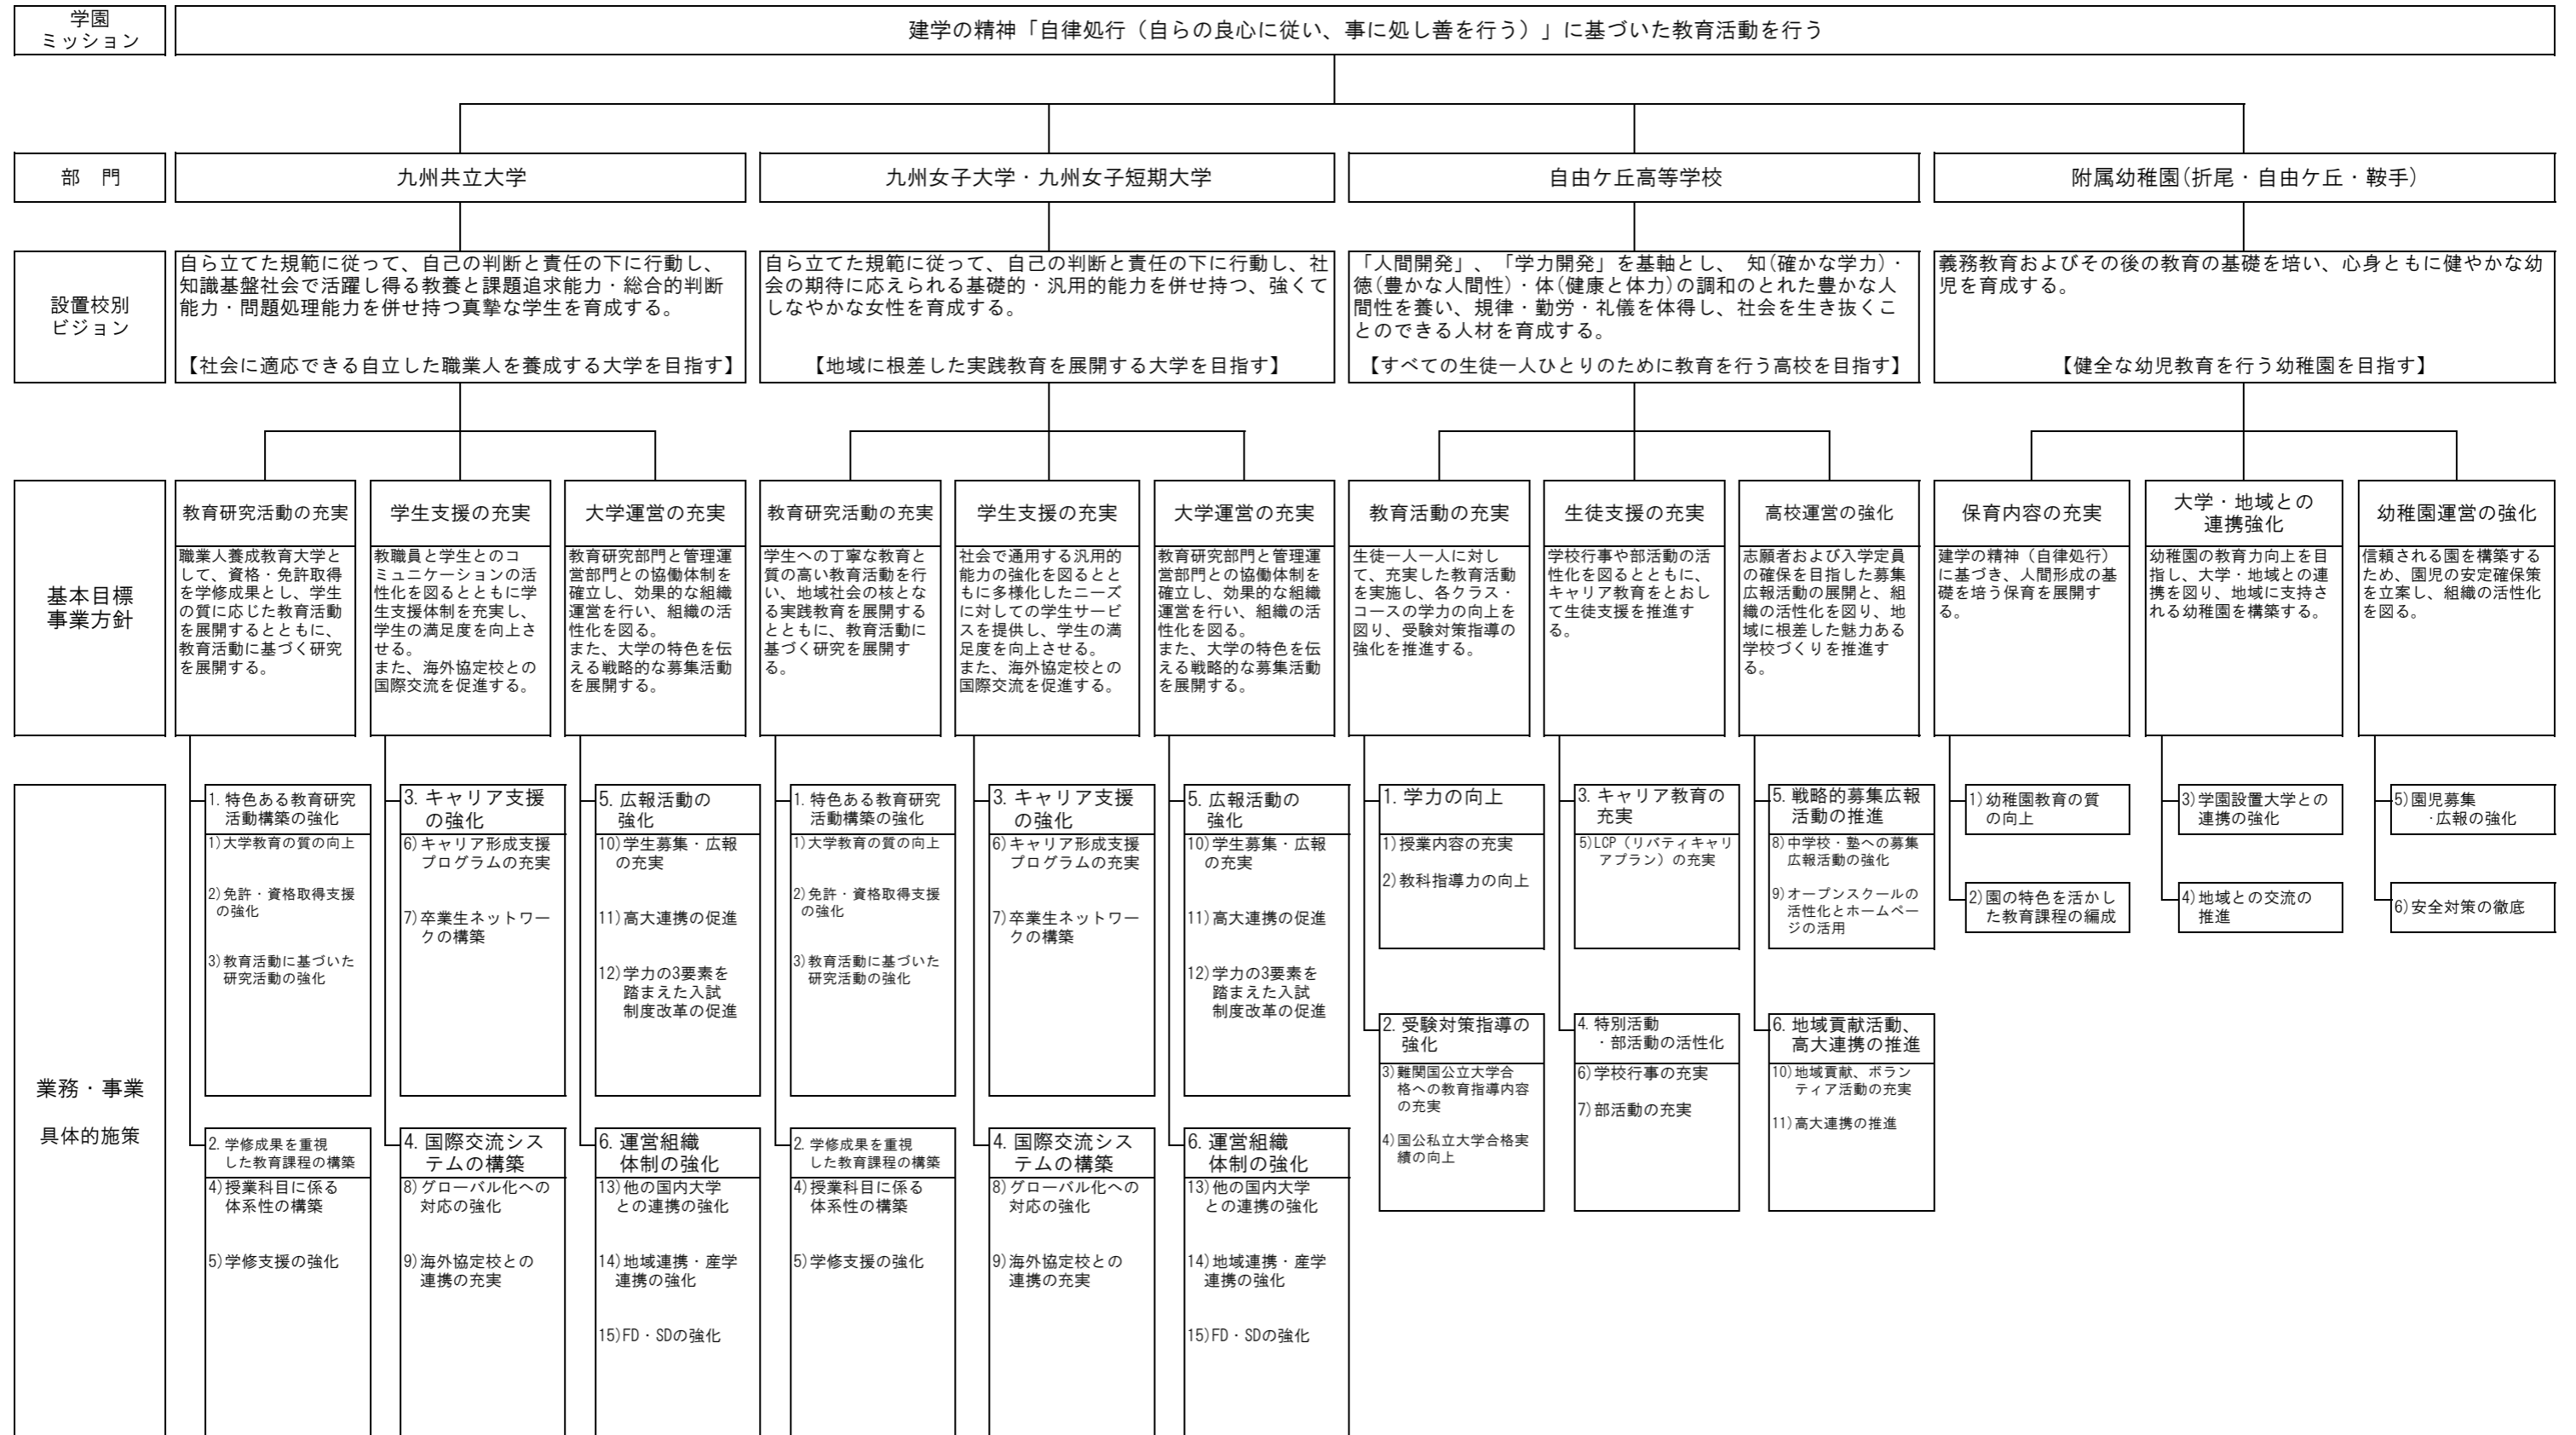 学園
ミッション
建学の精神「自律処行（自らの良心に従い、事に処し善を行う）」に基づいた教育活動を行う
部　門
九州共立大学
九州女子大学・九州女子短期大学
自由ケ丘高等学校
附属幼稚園(折尾・自由ケ丘・鞍手)
設置校別
ビジョン
自ら立てた規範に従って、自己の判断と責任の下に行動し、
知識基盤社会で活躍し得る教養と課題追求能力・総合的判断
能力・問題処理能力を併せ持つ真摯な学生を育成する。
【社会に適応できる自立した職業人を養成する大学を目指す】
自ら立てた規範に従って、自己の判断と責任の下に行動し、社
会の期待に応えられる基礎的・汎用的能力を併せ持つ、強くて
しなやかな女性を育成する。
【地域に根差した実践教育を展開する大学を目指す】
「人間開発」、「学力開発」を基軸とし、　知(確かな学力)・
徳(豊かな人間性)・体(健康と体力)の調和のとれた豊かな人
間性を養い、規律・勤労・礼儀を体得し、社会を生き抜くこ
とのできる人材を育成する。
【すべての生徒一人ひとりのために教育を行う高校を目指す】
義務教育およびその後の教育の基礎を培い、心身ともに健やかな幼
児を育成する。
【健全な幼児教育を行う幼稚園を目指す】
基本目標
事業方針
教育研究活動の充実
職業人養成教育大学と
して、資格・免許取得
を学修成果とし、学生
の質に応じた教育活動
を展開するとともに、
教育活動に基づく研究
を展開する。
学生支援の充実
教職員と学生とのコ
ミュニケーションの活
性化を図るとともに学
生支援体制を充実し、
学生の満足度を向上さ
せる。
また、海外協定校との
国際交流を促進する。
大学運営の充実
教育研究部門と管理運
営部門との協働体制を
確立し、効果的な組織
運営を行い、組織の活
性化を図る。
また、大学の特色を伝
える戦略的な募集活動
を展開する。
教育研究活動の充実
学生への丁寧な教育と
質の高い教育活動を行
い、地域社会の核とな
る実践教育を展開する
とともに、教育活動に
基づく研究を展開す
る。
学生支援の充実
社会で通用する汎用的
能力の強化を図るとと
もに多様化したニーズ
に対しての学生サービ
スを提供し、学生の満
足度を向上させる。
また、海外協定校との
国際交流を促進する。
大学運営の充実
教育研究部門と管理運
営部門との協働体制を
確立し、効果的な組織
運営を行い、組織の活
性化を図る。
また、大学の特色を伝
える戦略的な募集活動
を展開する。
教育活動の充実
生徒一人一人に対し
て、充実した教育活動
を実施し、各クラス・
コースの学力の向上を
図り、受験対策指導の
強化を推進する。
生徒支援の充実
学校行事や部活動の活
性化を図るとともに、
キャリア教育をとおし
て生徒支援を推進す
る。
高校運営の強化
志願者および入学定員
の確保を目指した募集
広報活動の展開と、組
織の活性化を図り、地
域に根差した魅力ある
学校づくりを推進す
る。
保育内容の充実
建学の精神（自律処行）
に基づき、人間形成の基
礎を培う保育を展開す
る。
大学・地域との
連携強化
幼稚園の教育力向上を目
指し、大学・地域との連
携を図り、地域に支持さ
れる幼稚園を構築する。
幼稚園運営の強化
信頼される園を構築する
ため、園児の安定確保策
を立案し、組織の活性化
を図る。
業務・事業
具体的施策
1. 特色ある教育研究
活動構築の強化
1)大学教育の質の向上
2)免許・資格取得支援
の強化
3)教育活動に基づいた
研究活動の強化
2. 学修成果を重視
した教育課程の構築
4)授業科目に係る
体系性の構築
5)学修支援の強化
3. キャリア支援
の強化
6)キャリア形成支援
プログラムの充実
7)卒業生ネットワー
クの構築
4. 国際交流シス
テムの構築
8)グローバル化への
対応の強化
9)海外協定校との
連携の充実
5. 広報活動の
強化
10)学生募集・広報
の充実
11)高大連携の促進
12)学力の3要素を
踏まえた入試
制度改革の促進
6. 運営組織
体制の強化
13)他の国内大学
との連携の強化
14)地域連携・産学
連携の強化
15)FD・SDの強化
1. 特色ある教育研究
活動構築の強化
1)大学教育の質の向上
2)免許・資格取得支援
の強化
3)教育活動に基づいた
研究活動の強化
2. 学修成果を重視
した教育課程の構築
4)授業科目に係る
体系性の構築
5)学修支援の強化
3. キャリア支援
の強化
6)キャリア形成支援
プログラムの充実
7)卒業生ネットワー
クの構築
4. 国際交流シス
テムの構築
8)グローバル化への
対応の強化
9)海外協定校との
連携の充実
5. 広報活動の
強化
10)学生募集・広報
の充実
11)高大連携の促進
12)学力の3要素を
踏まえた入試
制度改革の促進
6. 運営組織
体制の強化
13)他の国内大学
との連携の強化
14)地域連携・産学
連携の強化
15)FD・SDの強化
1. 学力の向上
1)授業内容の充実
2)教科指導力の向上
2. 受験対策指導の
強化
3)難関国公立大学合
格への教育指導内容
の充実
4)国公私立大学合格実
績の向上
3. キャリア教育の
充実
5)LCP（リバティキャリ
アプラン）の充実
4. 特別活動
・部活動の活性化
6)学校行事の充実
7)部活動の充実
5. 戦略的募集広報
活動の推進
8)中学校・塾への募集
広報活動の強化
9)オープンスクールの
活性化とホームペー
ジの活用
6. 地域貢献活動、
高大連携の推進
10)地域貢献、ボラン
ティア活動の充実
11)高大連携の推進
1)幼稚園教育の質
の向上
2)園の特色を活かし
た教育課程の編成
3)学園設置大学との
連携の強化
4)地域との交流の
推進
5)園児募集
・広報の強化
6)安全対策の徹底